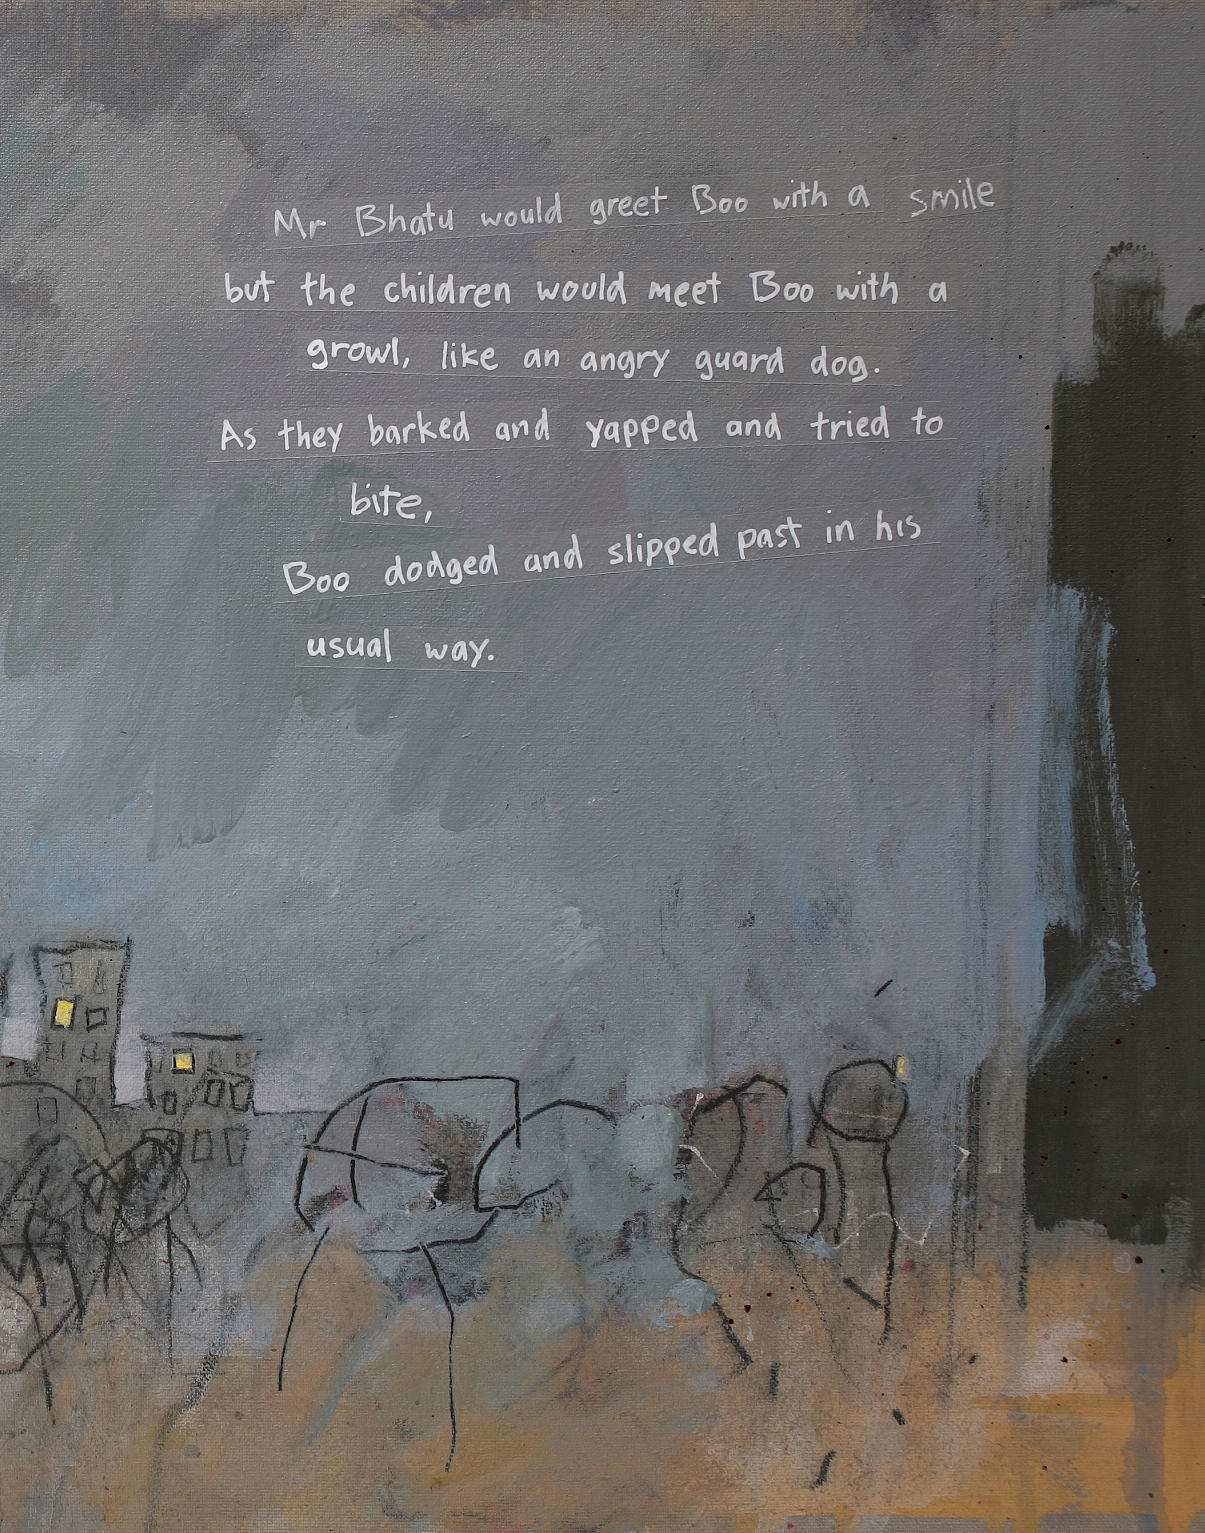 Mr Bhatu would greet Boo with a smile
but the children would meet Boo with a
growl, like an angry guard dog.
As they barked and yapped and tried to
bite,
Boo dodged and slipped past in his
usual way.